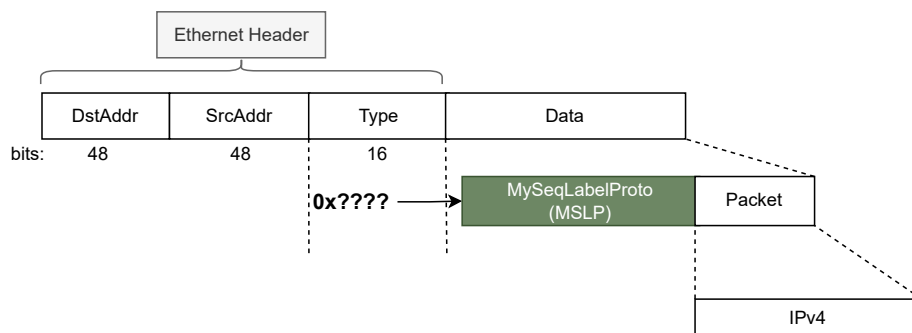 Ethernet Header
DstAddr SrcAddr Type Data
bits: 48 48 16
0x???? MySeqLabelProto
(MSLP) Packet
IPv4